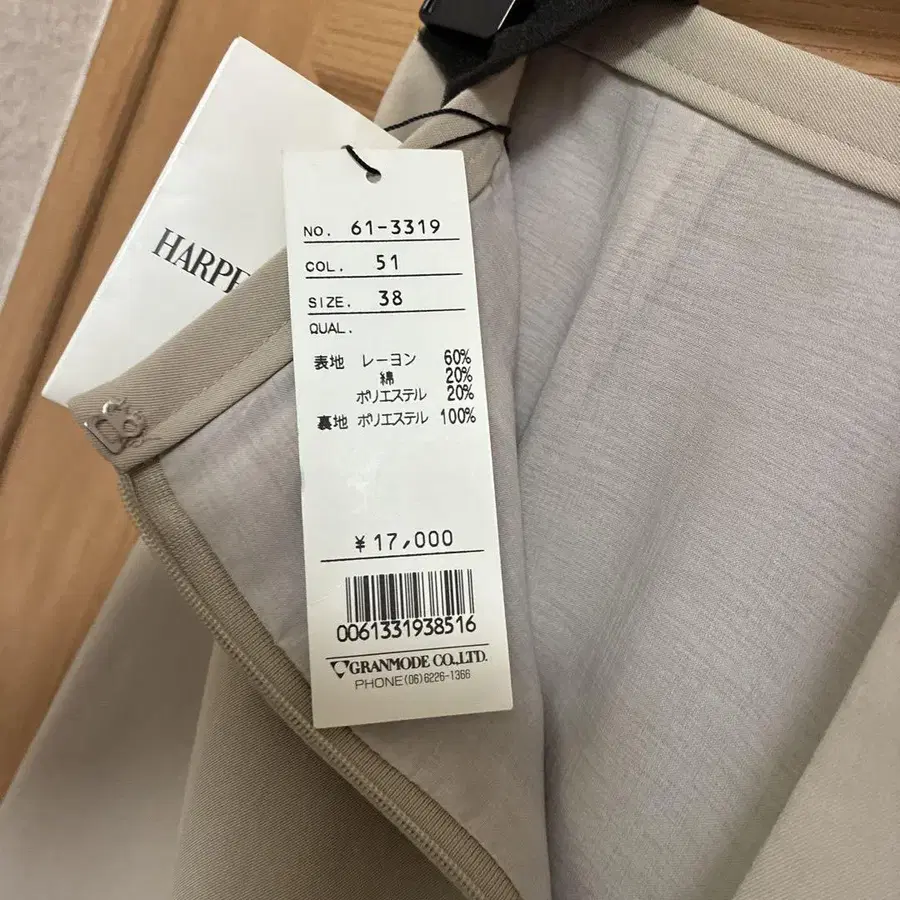 HARPE
NO. 61-3319
COL. 51
SIZE. 38
QUAL.
表地 レーヨン 60%
綿 20%
ポリエステル 20%
裏地 ポリエステル 100%
¥17,000
0061331938516
GRANMODE CO.,LTD.
PHONE(06)6226-1366